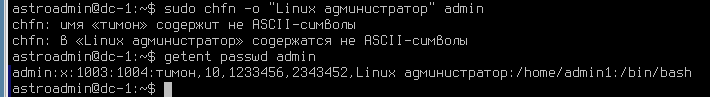 astroadmin@dc-1:~$ sudo chfn -o "Linux администратор" admin
chfn: имя «тимон» содержит не ASCII-символы
chfn: В «Linux администратор» содержатся не ASCII-символы
astroadmin@dc-1:~$ getent passwd admin
admin:x:1003:1004:тимон,10,1233456,2343452,Linux администратор:/home/admin1:/bin/bash
astroadmin@dc-1:~$